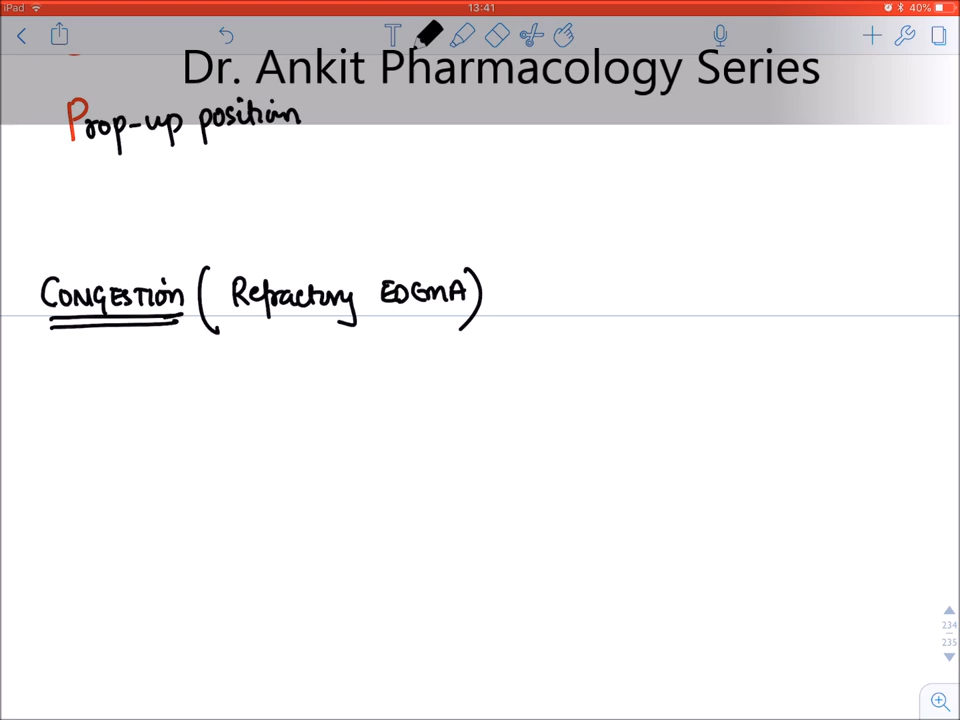 iPad 13:41 40%
T
Dr. Ankit Pharmacology Series
Prop-up position
CONGESTION ( Refractory EDEMA)
234
235